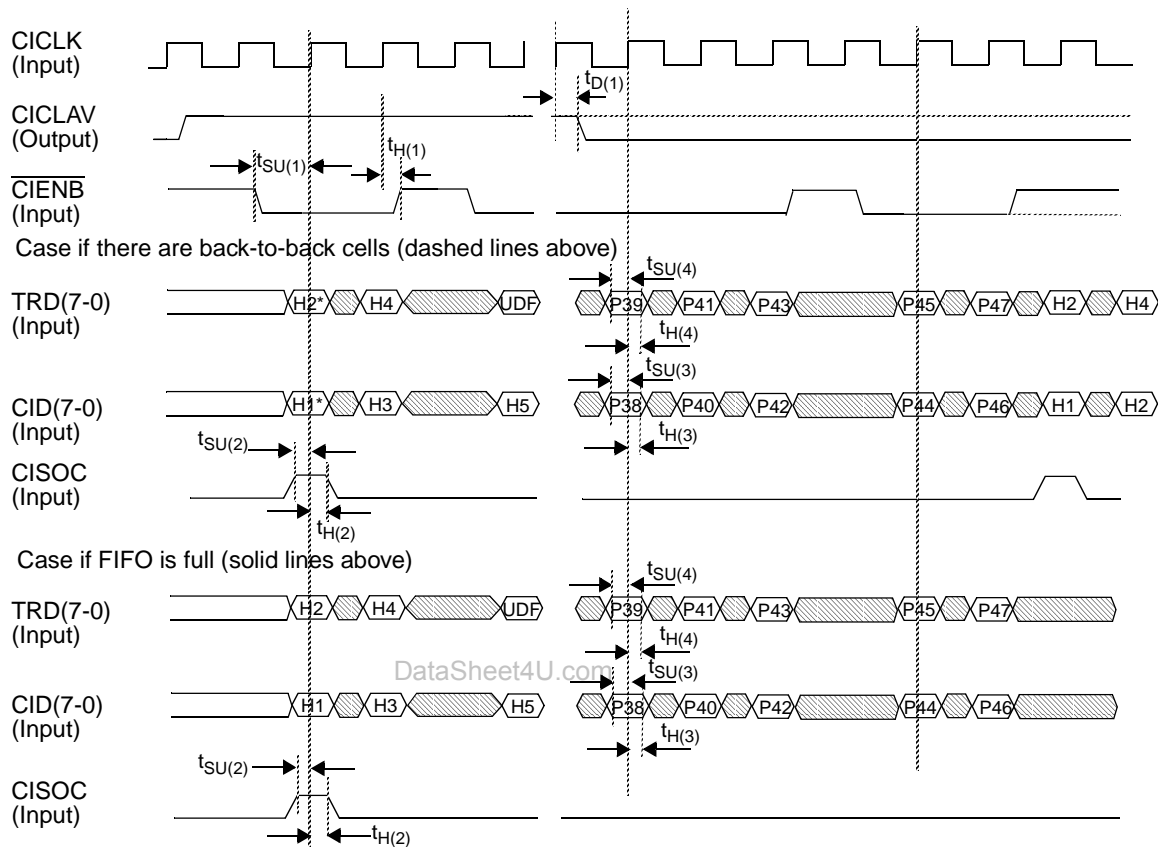 CICLK
(Input)
tD(1)
CICLAV
(Output)
tSU(1)
tH(1)
CIENB
(Input)
Case if there are back-to-back cells (dashed lines above)
tSU(4)
TRD(7-0)
(Input)
H2* H4 UDF P39 P41 P43 P45 P47 H2 H4
tH(4)
tSU(3)
CID(7-0)
(Input)
H1* H3 H5 P38 P40 P42 P44 P46 H1 H2
tSU(2)
tH(3)
CISOC
(Input)
tH(2)
Case if FIFO is full (solid lines above)
tSU(4)
TRD(7-0)
(Input)
H2 H4 UDF P39 P41 P43 P45 P47
tH(4)
DataSheet4U.com
tSU(3)
CID(7-0)
(Input)
H1 H3 H5 P38 P40 P42 P44 P46
tH(3)
tSU(2)
CISOC
(Input)
tH(2)